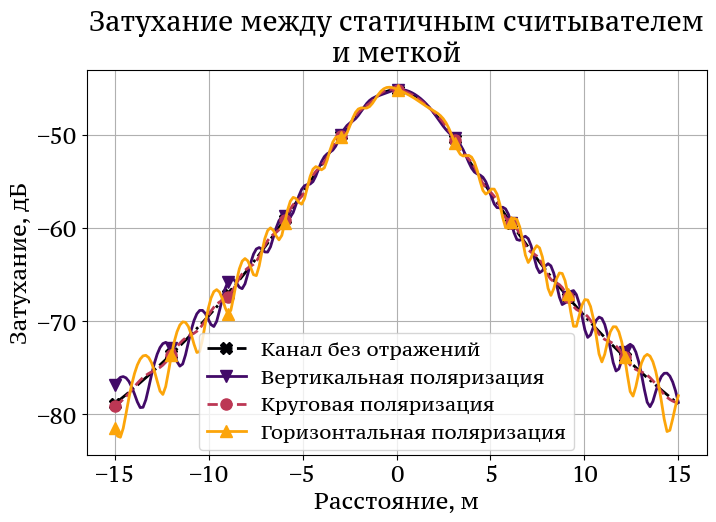 Затухание между статичным считывателем
и меткой
Затухание, дБ
−50
−60
−70
−80
Канал без отражений
Вертикальная поляризация
Круговая поляризация
Горизонтальная поляризация
−15 −10 −5 0 5 10 15
Расстояние, м